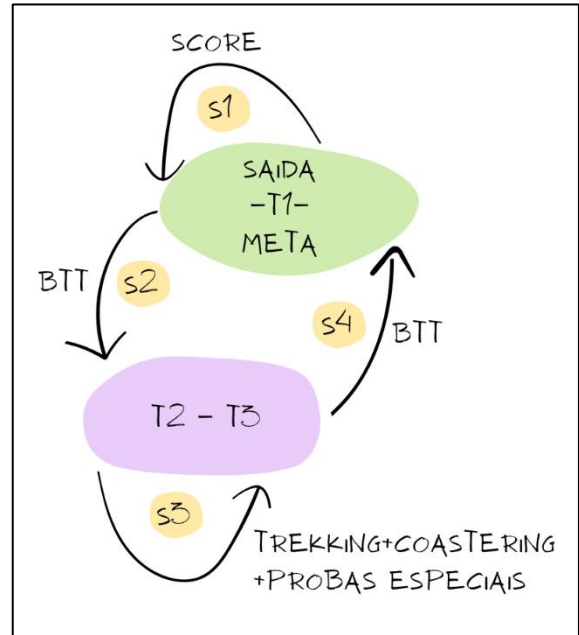 SCORE
s1
SAIDA
-T1-
META
BTT
s2
s4
BTT
T2 - T3
s3
TREKKING+COASTERING
+PROBAS ESPECIAIS